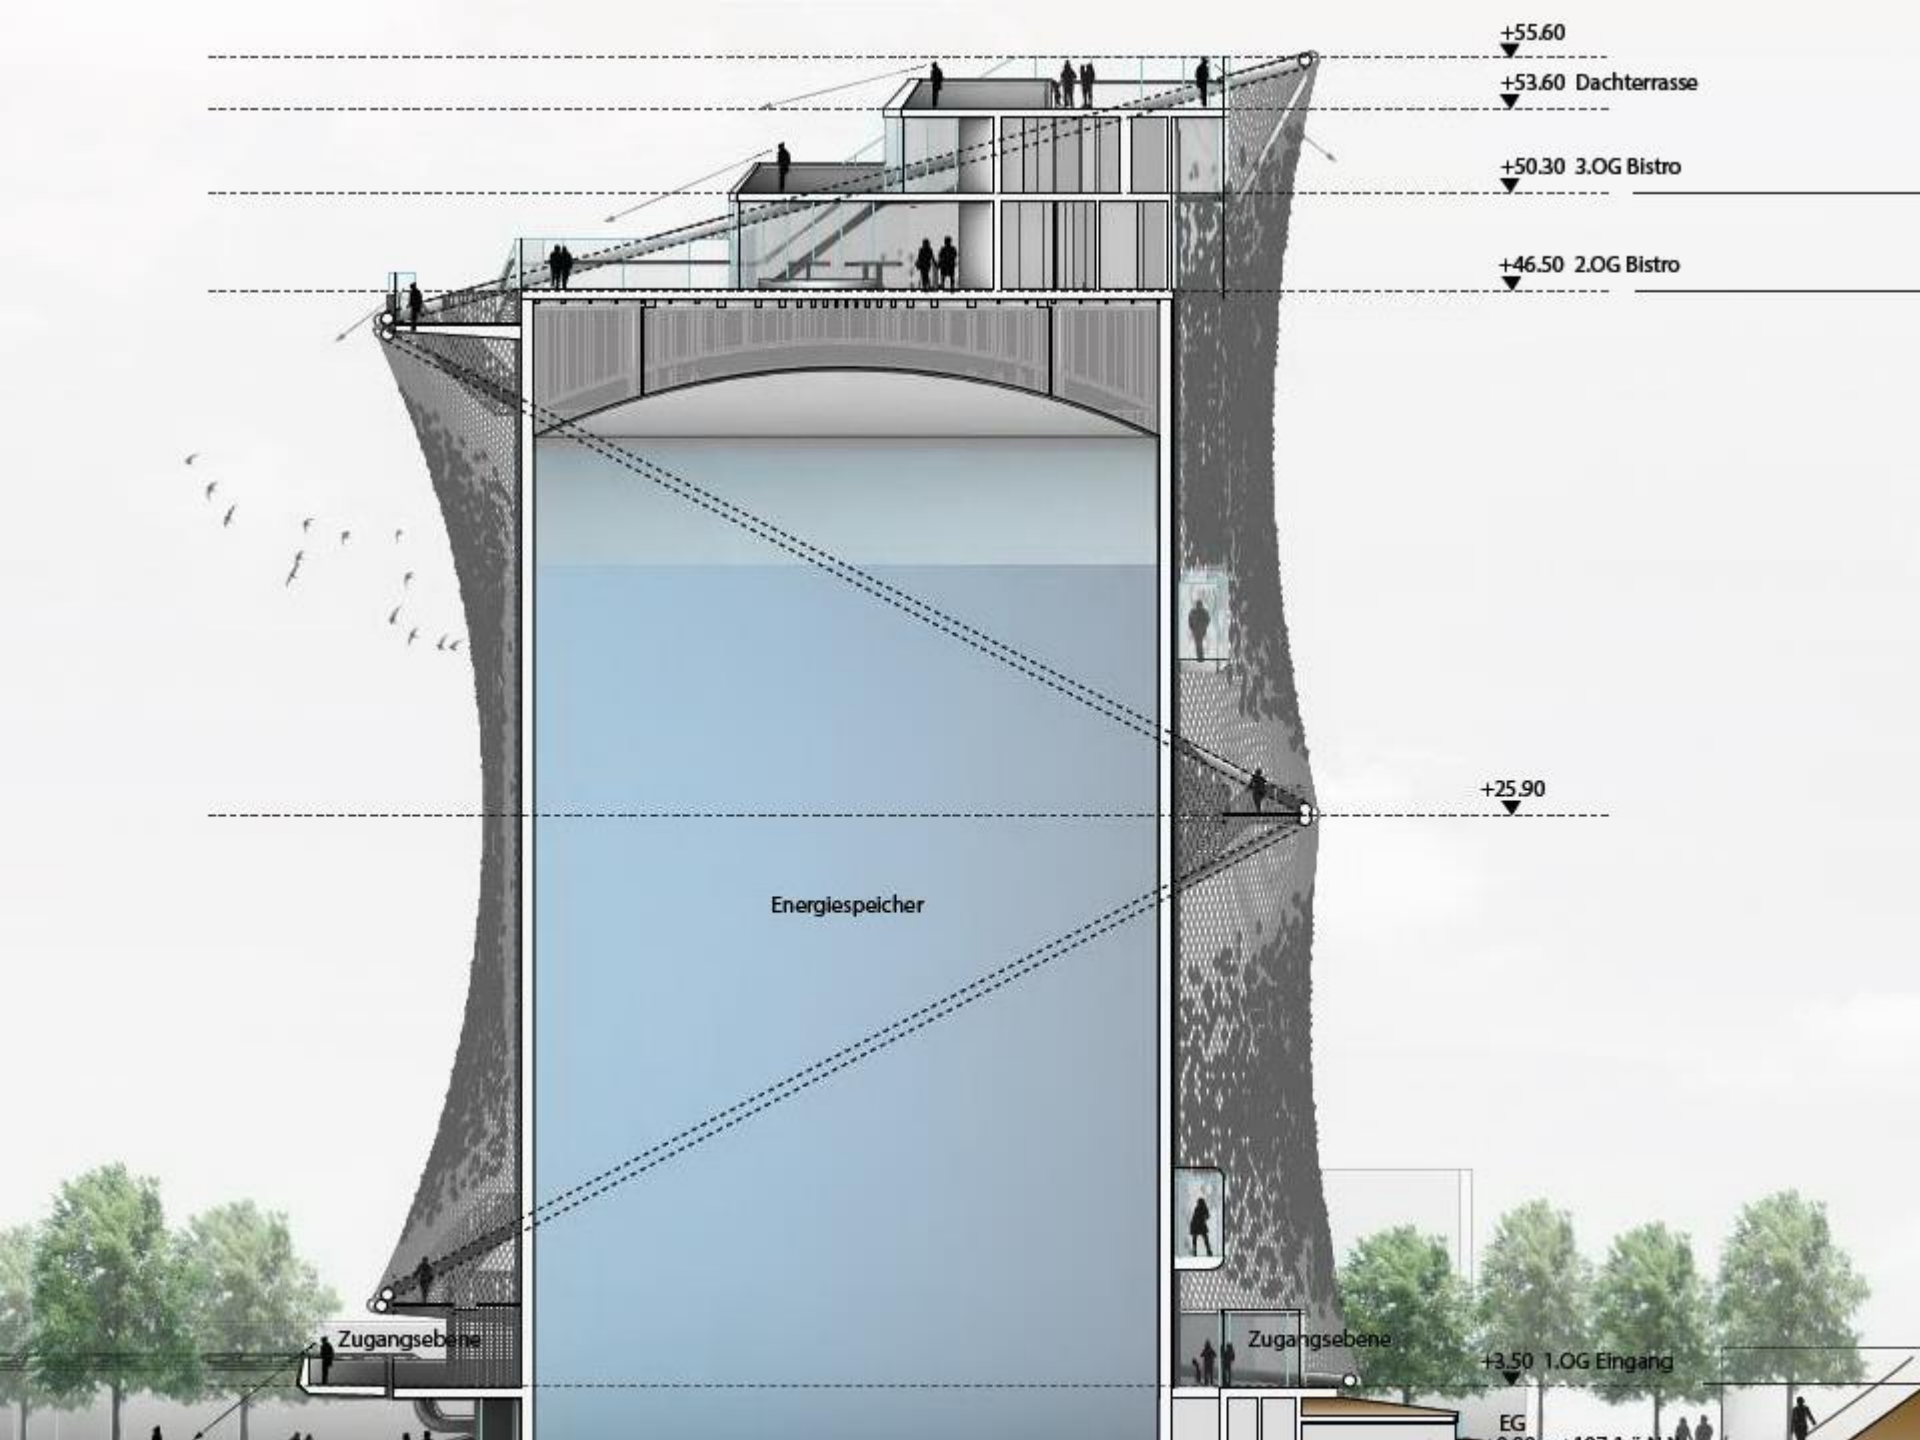 +55.60
+53.60 Dachterrasse
+50.30 3.OG Bistro
+46.50 2.OG Bistro
+25.90
Energiespeicher
Zugangsebene
Zugangsebene
+3.50 1.OG Eingang
EG